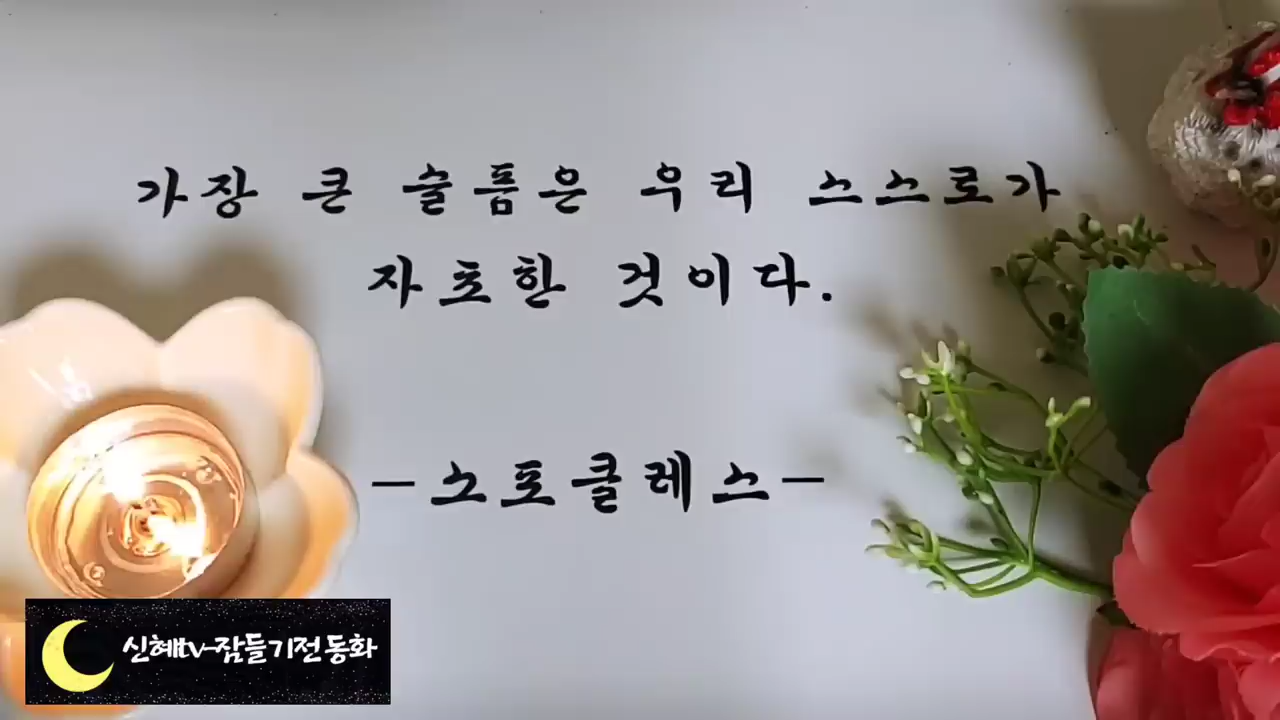 가장 큰 슬픔은 우리 스스로가
자초한 것이다.
-소포클레스-
신혜tv-잠들기전동화